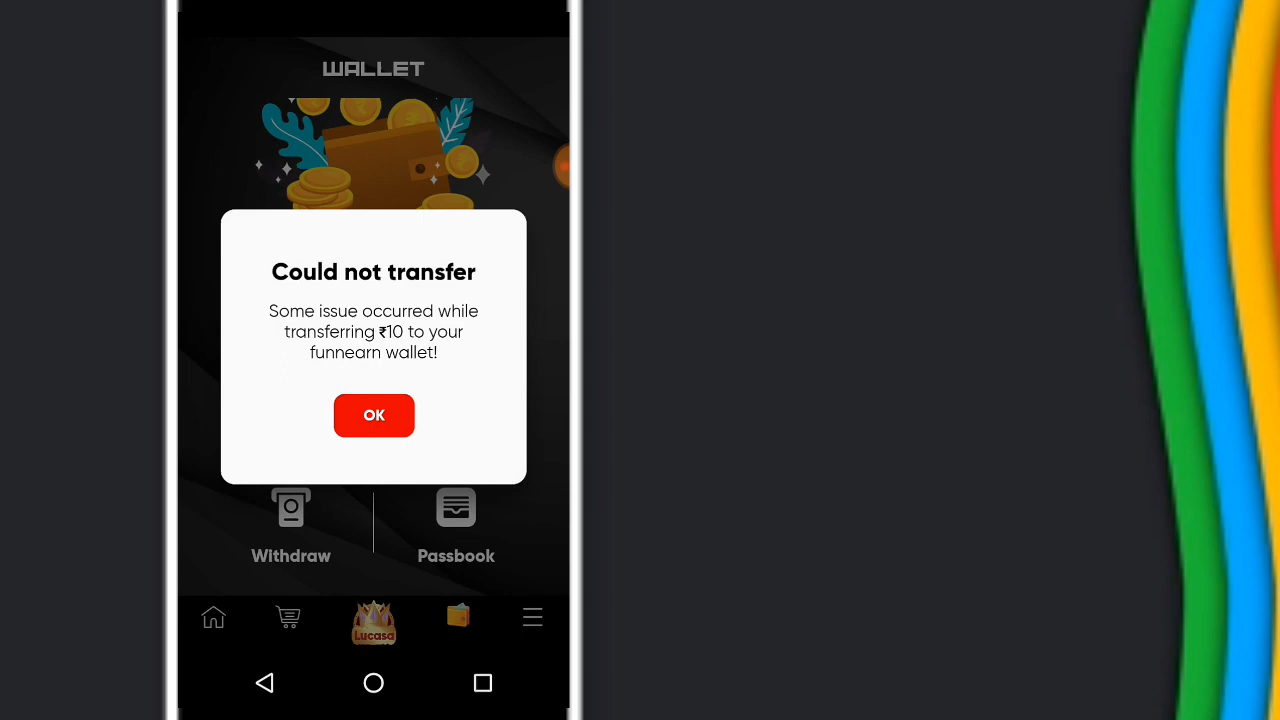 WALLET
Could not transfer
Some issue occurred while
transferring ₹10 to your
funnearn wallet!
OK
Withdraw
Passbook
Lucasa